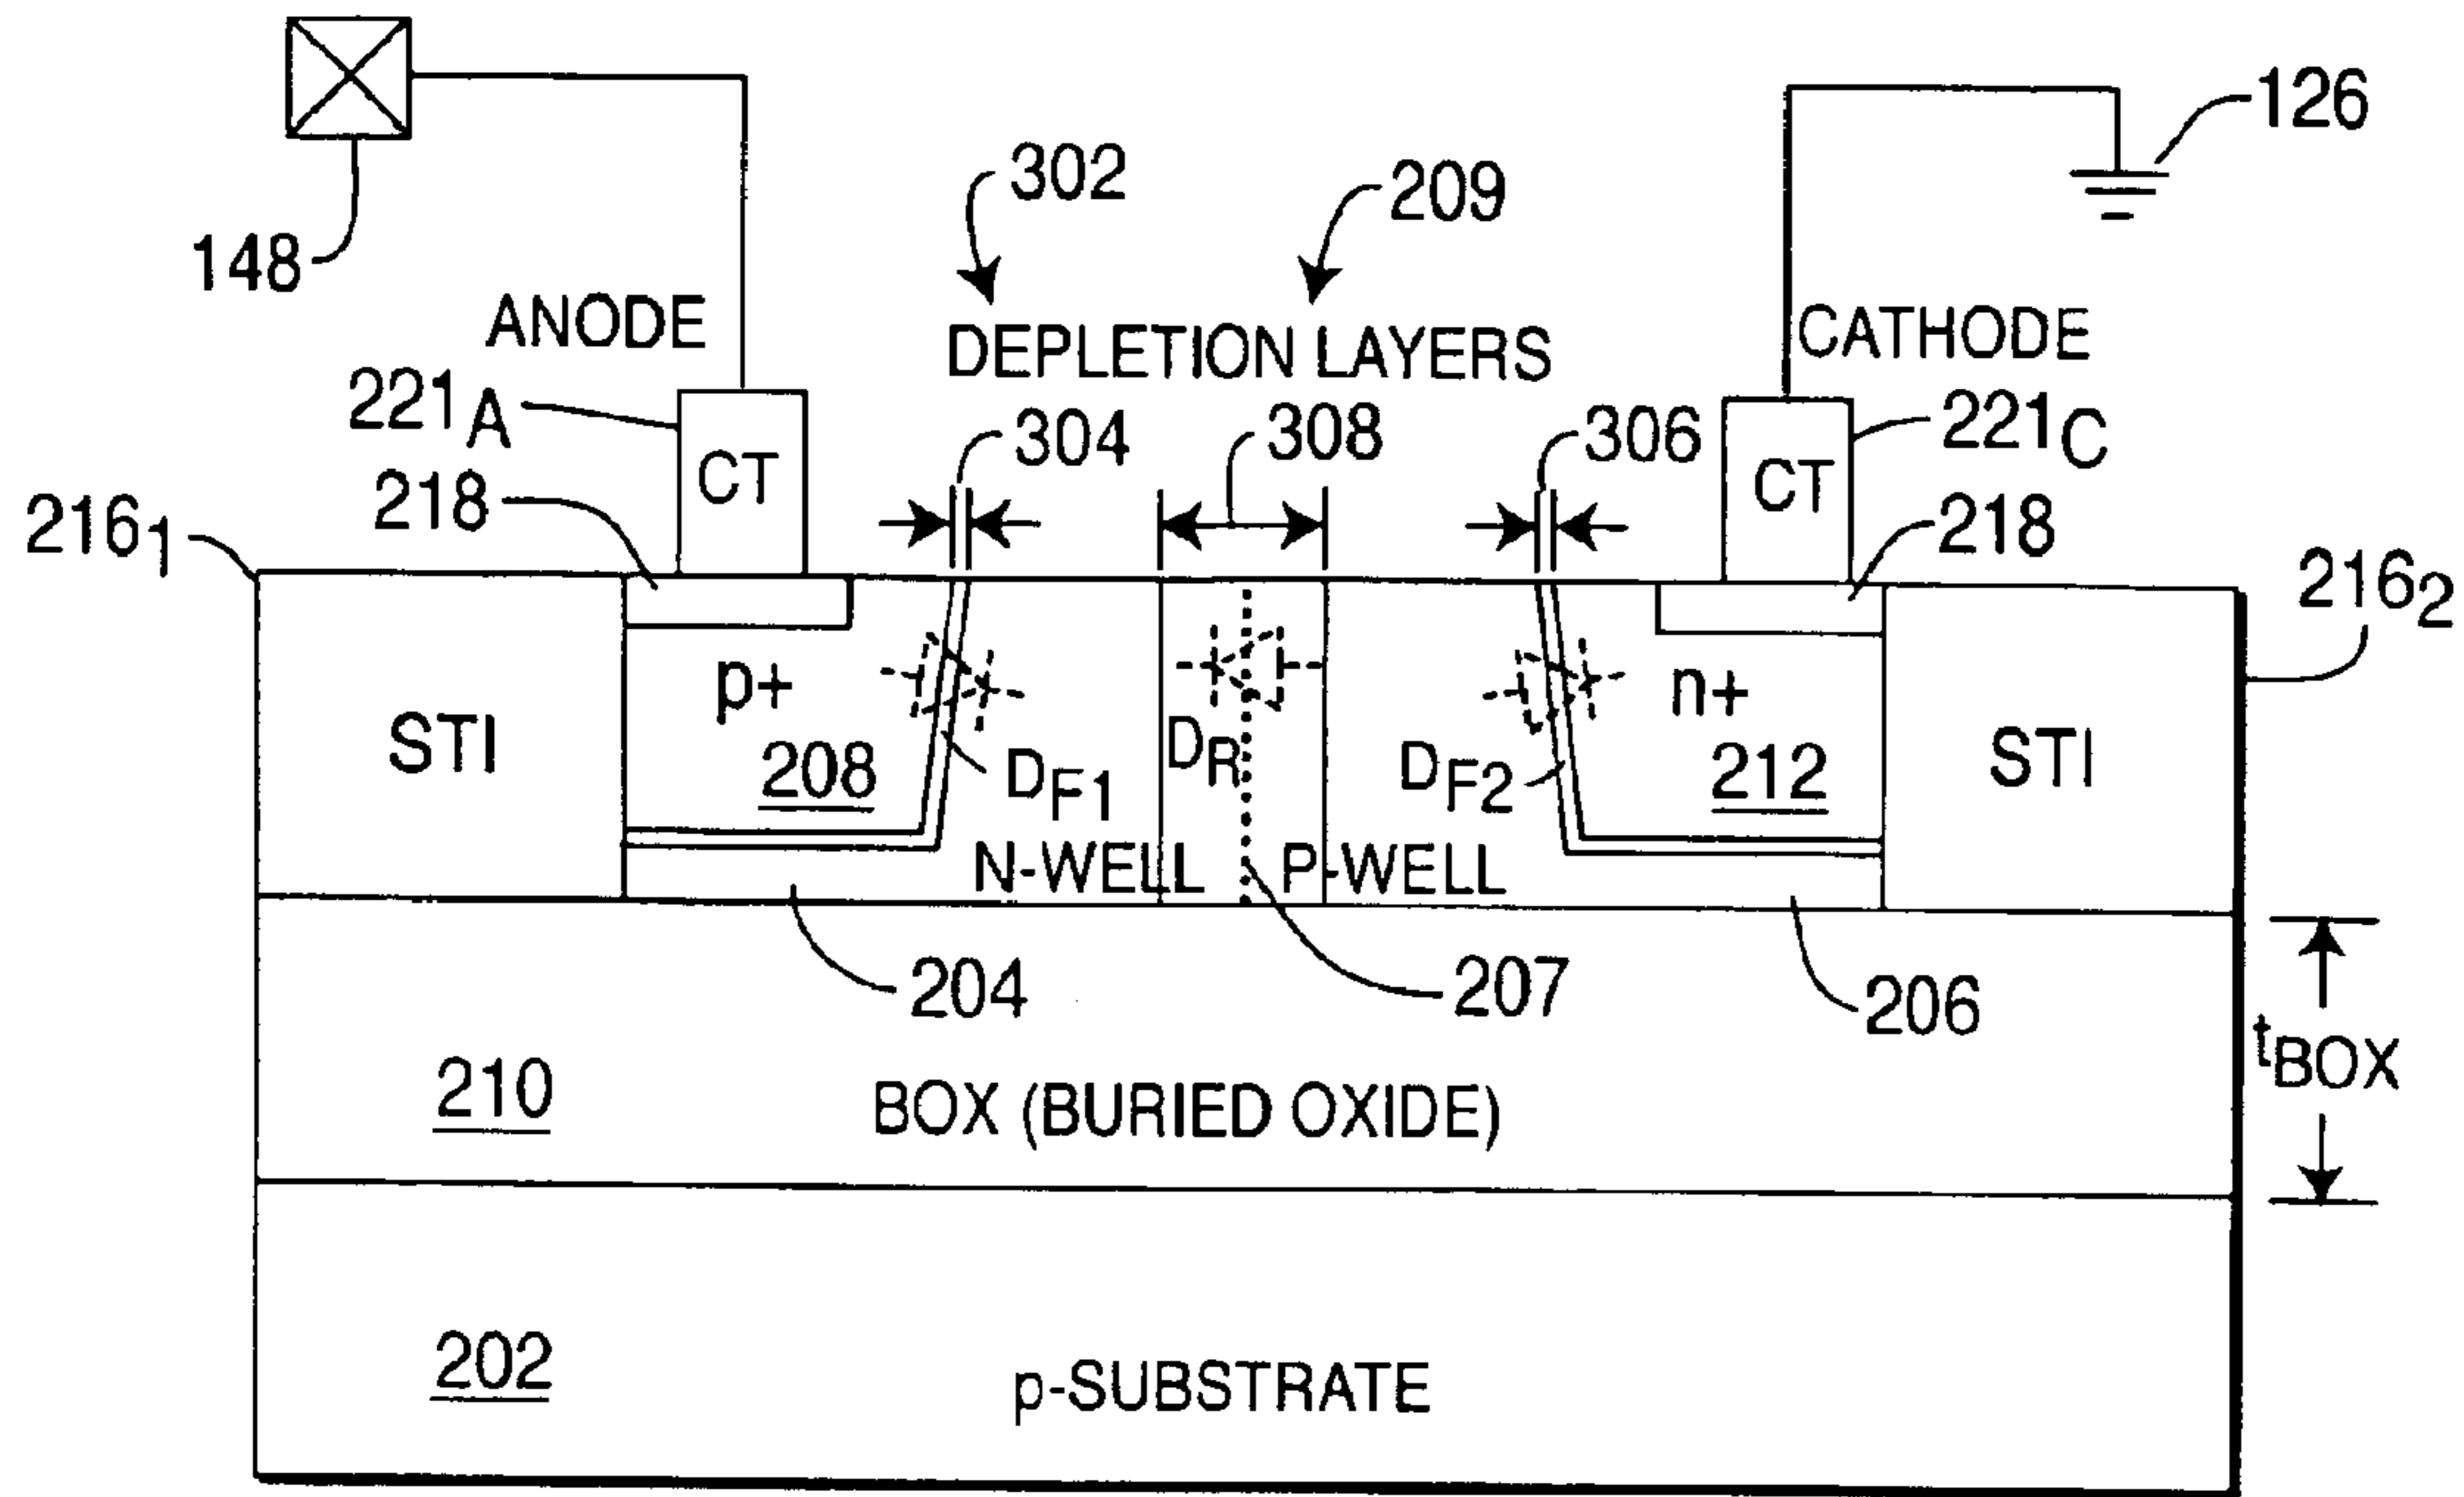 126
302
209
148
ANODE
DEPLETION LAYERS
CATHODE
221A
304
308
306
221C
CT
CT
218
218
2161
2162
p+
n+
STI
208
DF1
DR
DF2
212
STI
N-WELL
P-WELL
204
207
206
tBOX
210
BOX (BURIED OXIDE)
202
p-SUBSTRATE